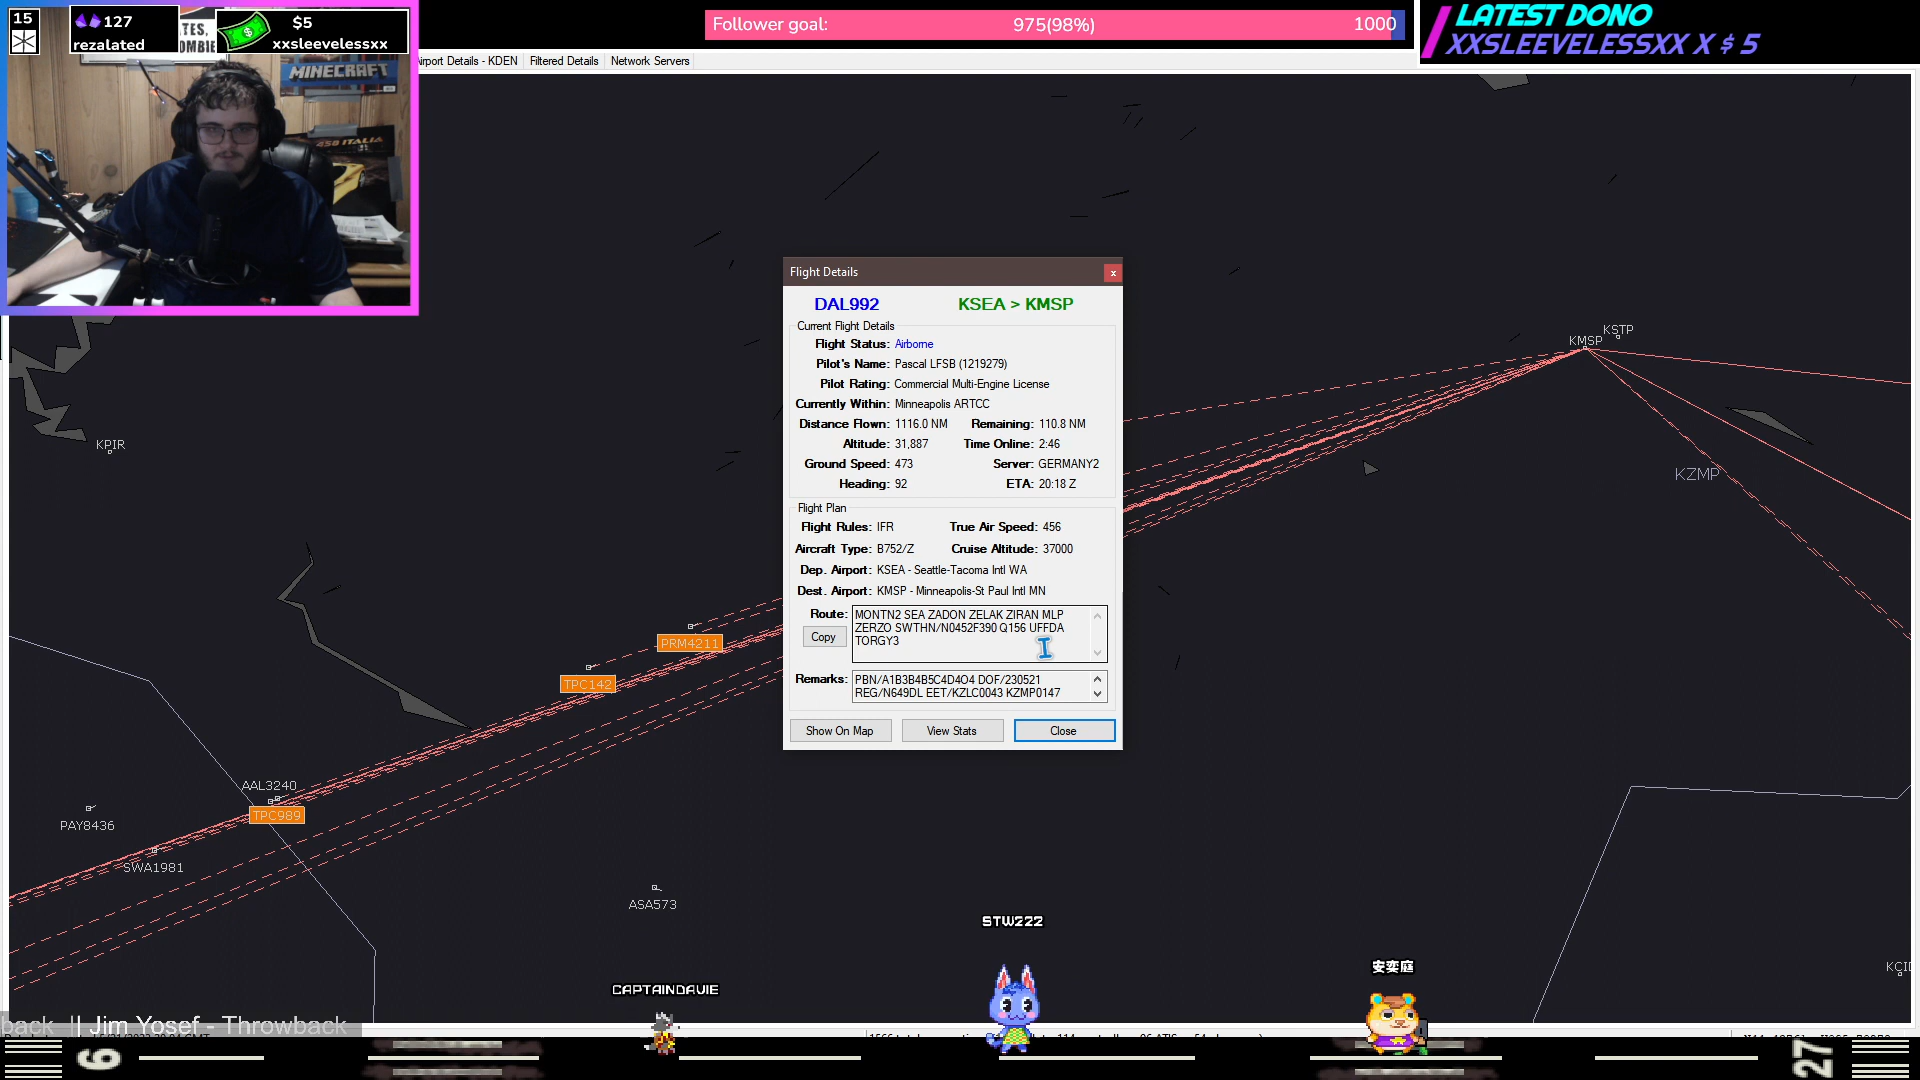 15
127
rezalated
$5
xxsleevelessxx
Follower goal:
975(98%)
1000
LATEST DONO
XXSLEEVELESSXX X $ 5
MINECRAFT
458 ITALIA
irport Details - KDEN
Filtered Details
Network Servers
Flight Details
x
DAL992
KSEA > KMSP
Current Flight Details
Flight Status: Airborne
Pilot's Name: Pascal LFSB (1219279)
Pilot Rating: Commercial Multi-Engine License
Currently Within: Minneapolis ARTCC
Distance Flown: 1116.0 NM Remaining: 110.8 NM
Altitude: 31,887 Time Online: 2:46
Ground Speed: 473 Server: GERMANY2
Heading: 92 ETA: 20:18 Z
Flight Plan
Flight Rules: IFR True Air Speed: 456
Aircraft Type: B752/Z Cruise Altitude: 37000
Dep. Airport: KSEA - Seattle-Tacoma Intl WA
Dest. Airport: KMSP - Minneapolis-St Paul Intl MN
Route: MONTN2 SEA ZADON ZELAK ZIRAN MLP
ZERZO SWTHN/N0452F390 Q156 UFFDA
TORGY3
Copy
Remarks: PBN/A1B3B4B5C4D4O4 DOF/230521
REG/N649DL EET/KZLC0043 KZMP0147
Show On Map
View Stats
Close
KSTP
KMSP
KPIR
KZMP
PRM4211
TPC142
AAL3240
TPC989
PAY8436
SWA1981
ASA573
KCID
STW222
CAPTAINDAVIE
安奕庭
back || Jim Yosef - Throwback
9
27